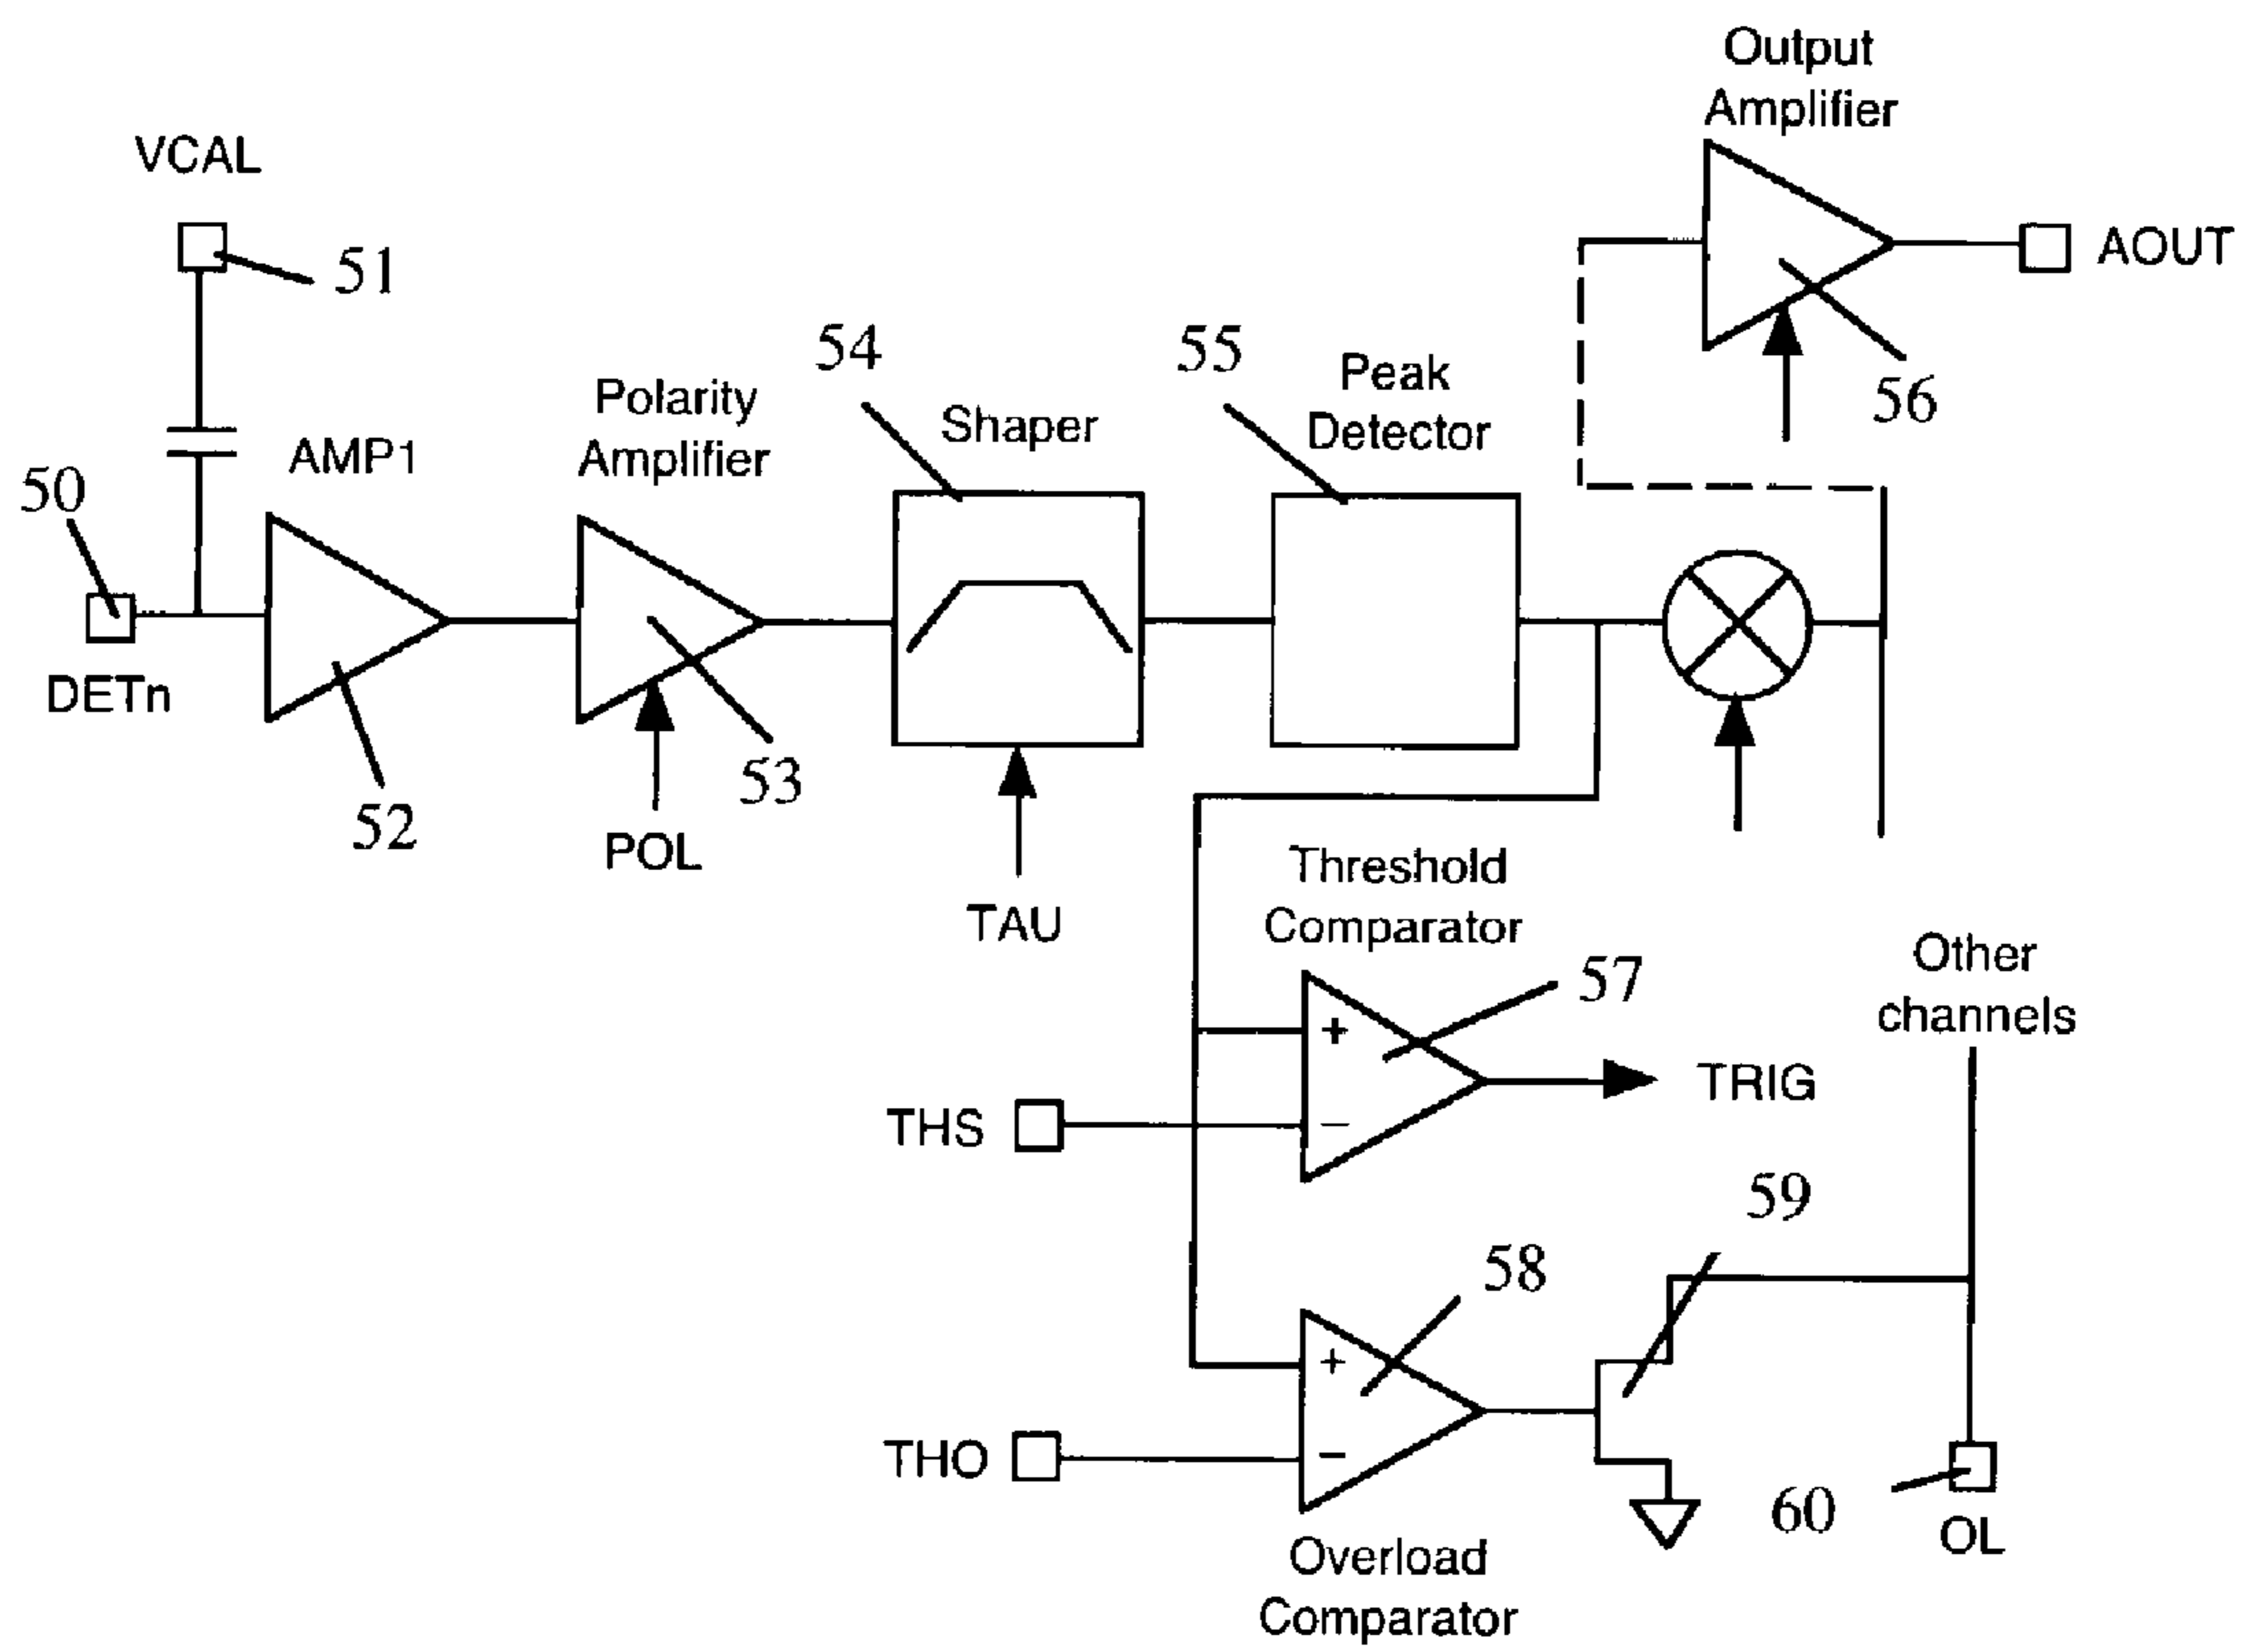 Output
Amplifier
VCAL
51
AOUT
54
55
Peak
Detector
56
Polarity
Amplifier
Shaper
AMP1
50
DETn
52
53
POL
TAU
Threshold
Comparator
57
Other
channels
+
−
TRIG
THS
59
58
+
−
THO
60
OL
Overload
Comparator